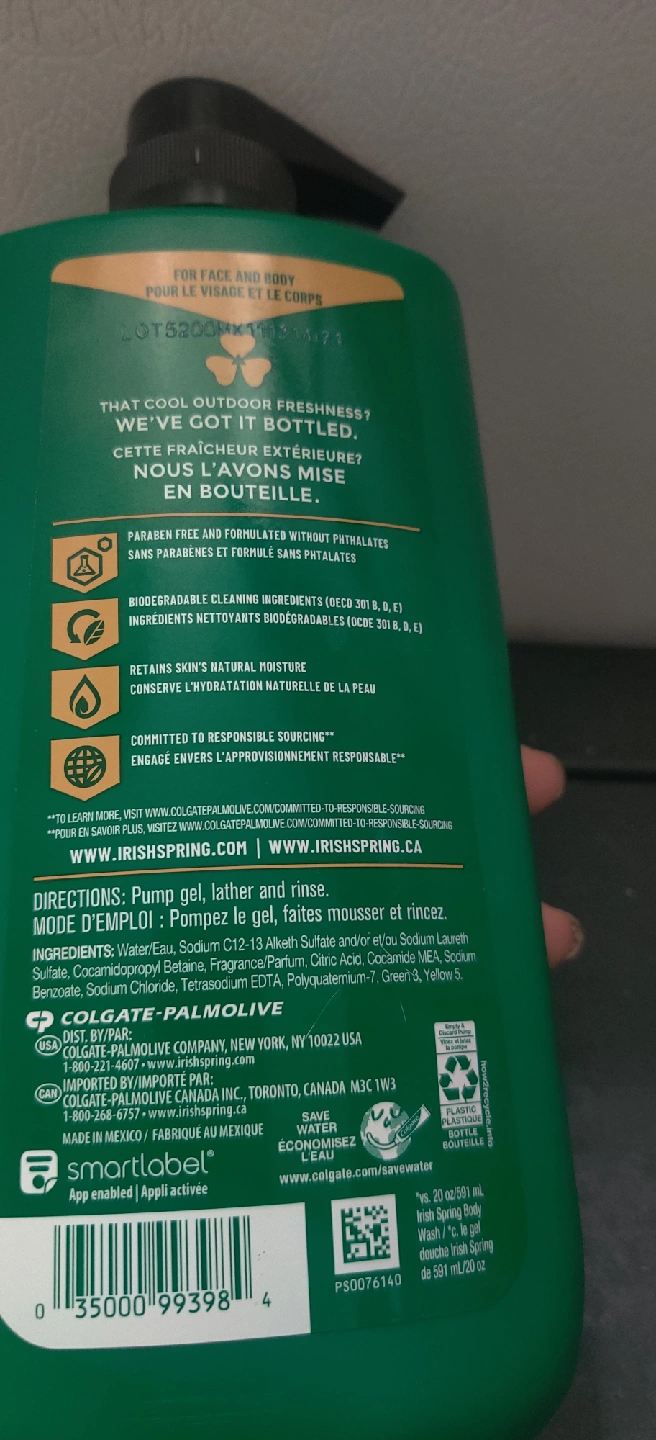 FOR FACE AND BODY
POUR LE VISAGE ET LE CORPS
THAT COOL OUTDOOR FRESHNESS?
WE'VE GOT IT BOTTLED.
CETTE FRAÎCHEUR EXTÉRIEURE?
NOUS L'AVONS MISE
EN BOUTEILLE.
PARABEN FREE AND FORMULATED WITHOUT PHTHALATES
SANS PARABÈNES ET FORMULÉ SANS PHTALATES
BIODEGRADABLE CLEANING INGREDIENTS (OECD 301 B, D, E)
INGRÉDIENTS NETTOYANTS BIODÉGRADABLES (OCDE 301 B, D, E)
RETAINS SKIN'S NATURAL MOISTURE
CONSERVE L'HYDRATATION NATURELLE DE LA PEAU
COMMITTED TO RESPONSIBLE SOURCING**
ENGAGÉ ENVERS L'APPROVISIONNEMENT RESPONSABLE**
**TO LEARN MORE, VISIT WWW.COLGATEPALMOLIVE.COM/COMMITTED-TO-RESPONSIBLE-SOURCING
**POUR EN SAVOIR PLUS, VISITEZ WWW.COLGATEPALMOLIVE.COM/COMMITTED-TO-RESPONSIBLE-SOURCING
WWW.IRISHSPRING.COM | WWW.IRISHSPRING.CA
DIRECTIONS: Pump gel, lather and rinse.
MODE D'EMPLOI : Pompez le gel, faites mousser et rincez.
INGREDIENTS: Water/Eau, Sodium C12-13 Alketh Sulfate and/or et/ou Sodium Laureth
Sulfate, Cocamidopropyl Betaine, Fragrance/Parfum, Citric Acid, Cocamide MEA, Sodium
Benzoate, Sodium Chloride, Tetrasodium EDTA, Polyquaternium-7, Green 3, Yellow 5.
CP COLGATE-PALMOLIVE
USA DIST. BY/PAR:
COLGATE-PALMOLIVE COMPANY, NEW YORK, NY 10022 USA
1-800-221-4607 • www.irishspring.com
CAN IMPORTED BY/IMPORTÉ PAR:
COLGATE-PALMOLIVE CANADA INC., TORONTO, CANADA M3C 1W3
1-800-268-6757 • www.irishspring.ca
MADE IN MEXICO / FABRIQUÉ AU MEXIQUE
SAVE
WATER
ÉCONOMISEZ
L'EAU
www.colgate.com/savewater
Empty &
Discard Pump
Videz et jetez
la pompe
PLASTIC
PLASTIQUE
BOTTLE
BOUTEILLE
how2recycle.info
smartlabel®
App enabled | Appli activée
0 35000 99398 4
PS0076140
*vs. 20 oz/591 mL
Irish Spring Body
Wash / *c. le gel
douche Irish Spring
de 591 mL/20 oz